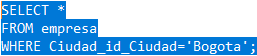 SELECT *
FROM empresa
WHERE Ciudad_id_Ciudad='Bogota';